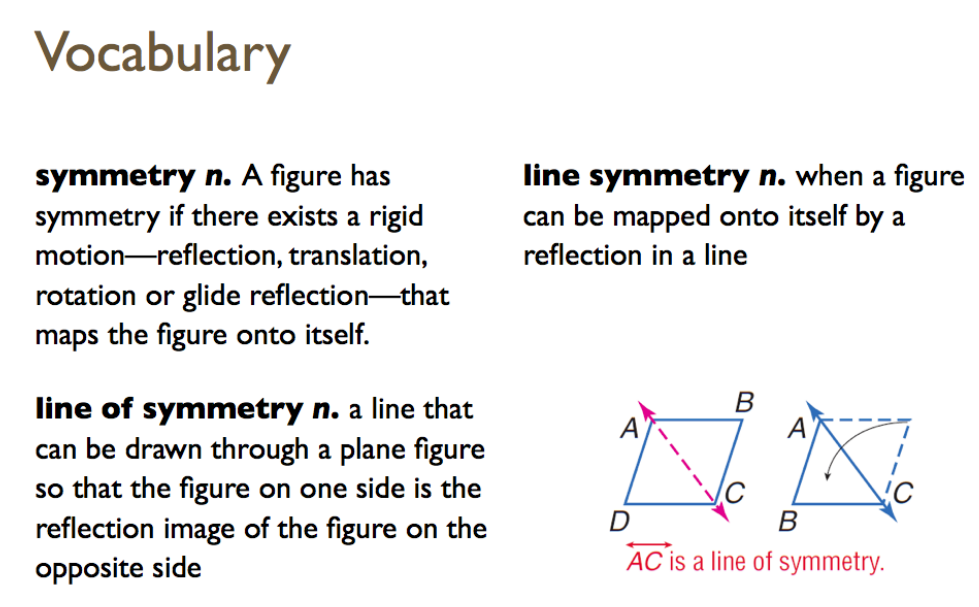 Vocabulary
symmetry n. A figure has
symmetry if there exists a rigid
motion—reflection, translation,
rotation or glide reflection—that
maps the figure onto itself.
line of symmetry n. a line that
can be drawn through a plane figure
so that the figure on one side is the
reflection image of the figure on the
opposite side
line symmetry n. when a figure
can be mapped onto itself by a
reflection in a line
A
B
C
D
A
C
B
AC is a line of symmetry.